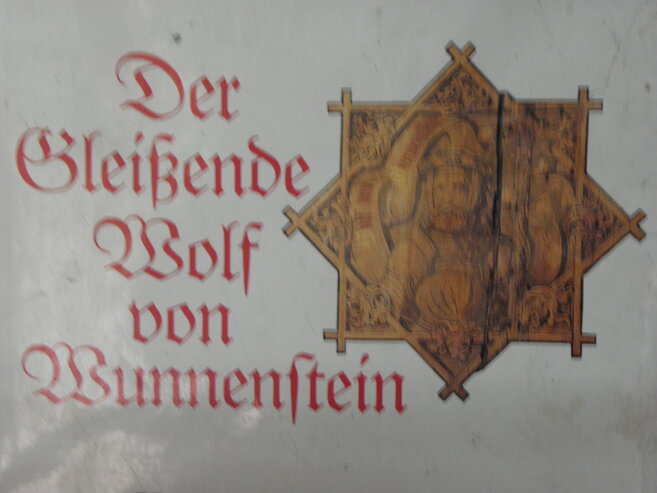 Der
Gleißende
Wolf
von
Wunnenſtein